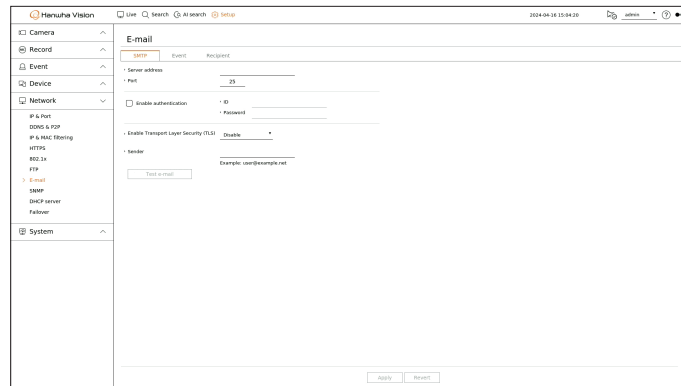 Hanwha Vision
Live Search AI search Setup
2024-04-16 15:04:20
admin
?
Camera
Record
Event
Device
Network
IP & Port
DDNS & P2P
IP & MAC filtering
HTTPS
802.1x
FTP
E-mail
SNMP
DHCP server
Failover
System
E-mail
SMTP Event Recipient
Server address
Port 25
Enable authentication ID
Password
Enable Transport Layer Security (TLS) Disable
Sender
Example: user@example.net
Test e-mail
Apply Revert